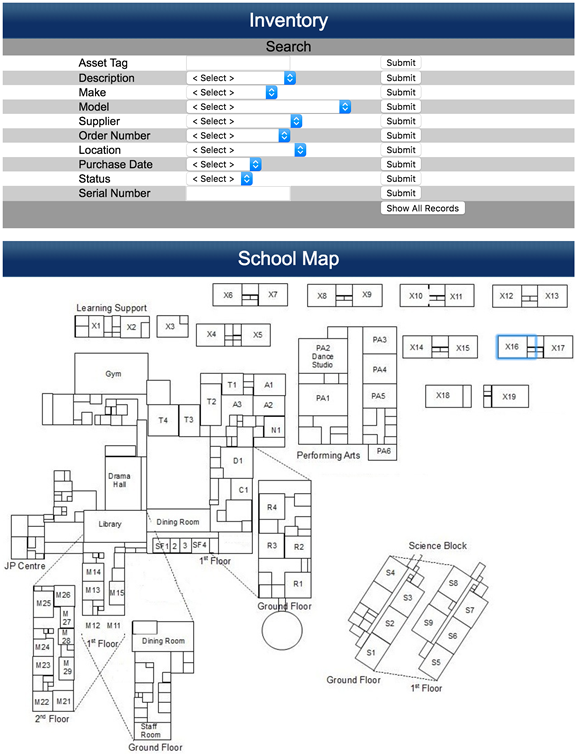 Inventory
Search
Asset Tag Submit
Description < Select > Submit
Make < Select > Submit
Model < Select > Submit
Supplier < Select > Submit
Order Number < Select > Submit
Location < Select > Submit
Purchase Date < Select > Submit
Status < Select > Submit
Serial Number Submit
Show All Records
School Map
X6 X7 X8 X9 X10 X11 X12 X13
Learning Support
X1 X2 X3 X4 X5
PA2 Dance Studio PA3
X14 X15 X16 X17
PA4
PA1 PA5
X18 X19
PA6
Performing Arts
Gym
T1 A1
T2 A3 A2
T4 T3 N1
D1
Drama Hall
C1
Library
Dining Room
SF1 2 3 SF4
1st Floor
JP Centre
R4
R3 R2
R1
Ground Floor
M14
M13 M15
M12 M11
1st Floor
M25 M26
M 27
M 28
M24
M23 M 29
M22 M21
2nd Floor
Dining Room
Staff Room
Ground Floor
Science Block
S4 S8
S3 S7
S2 S9 S6
S1 S5
Ground Floor
1st Floor